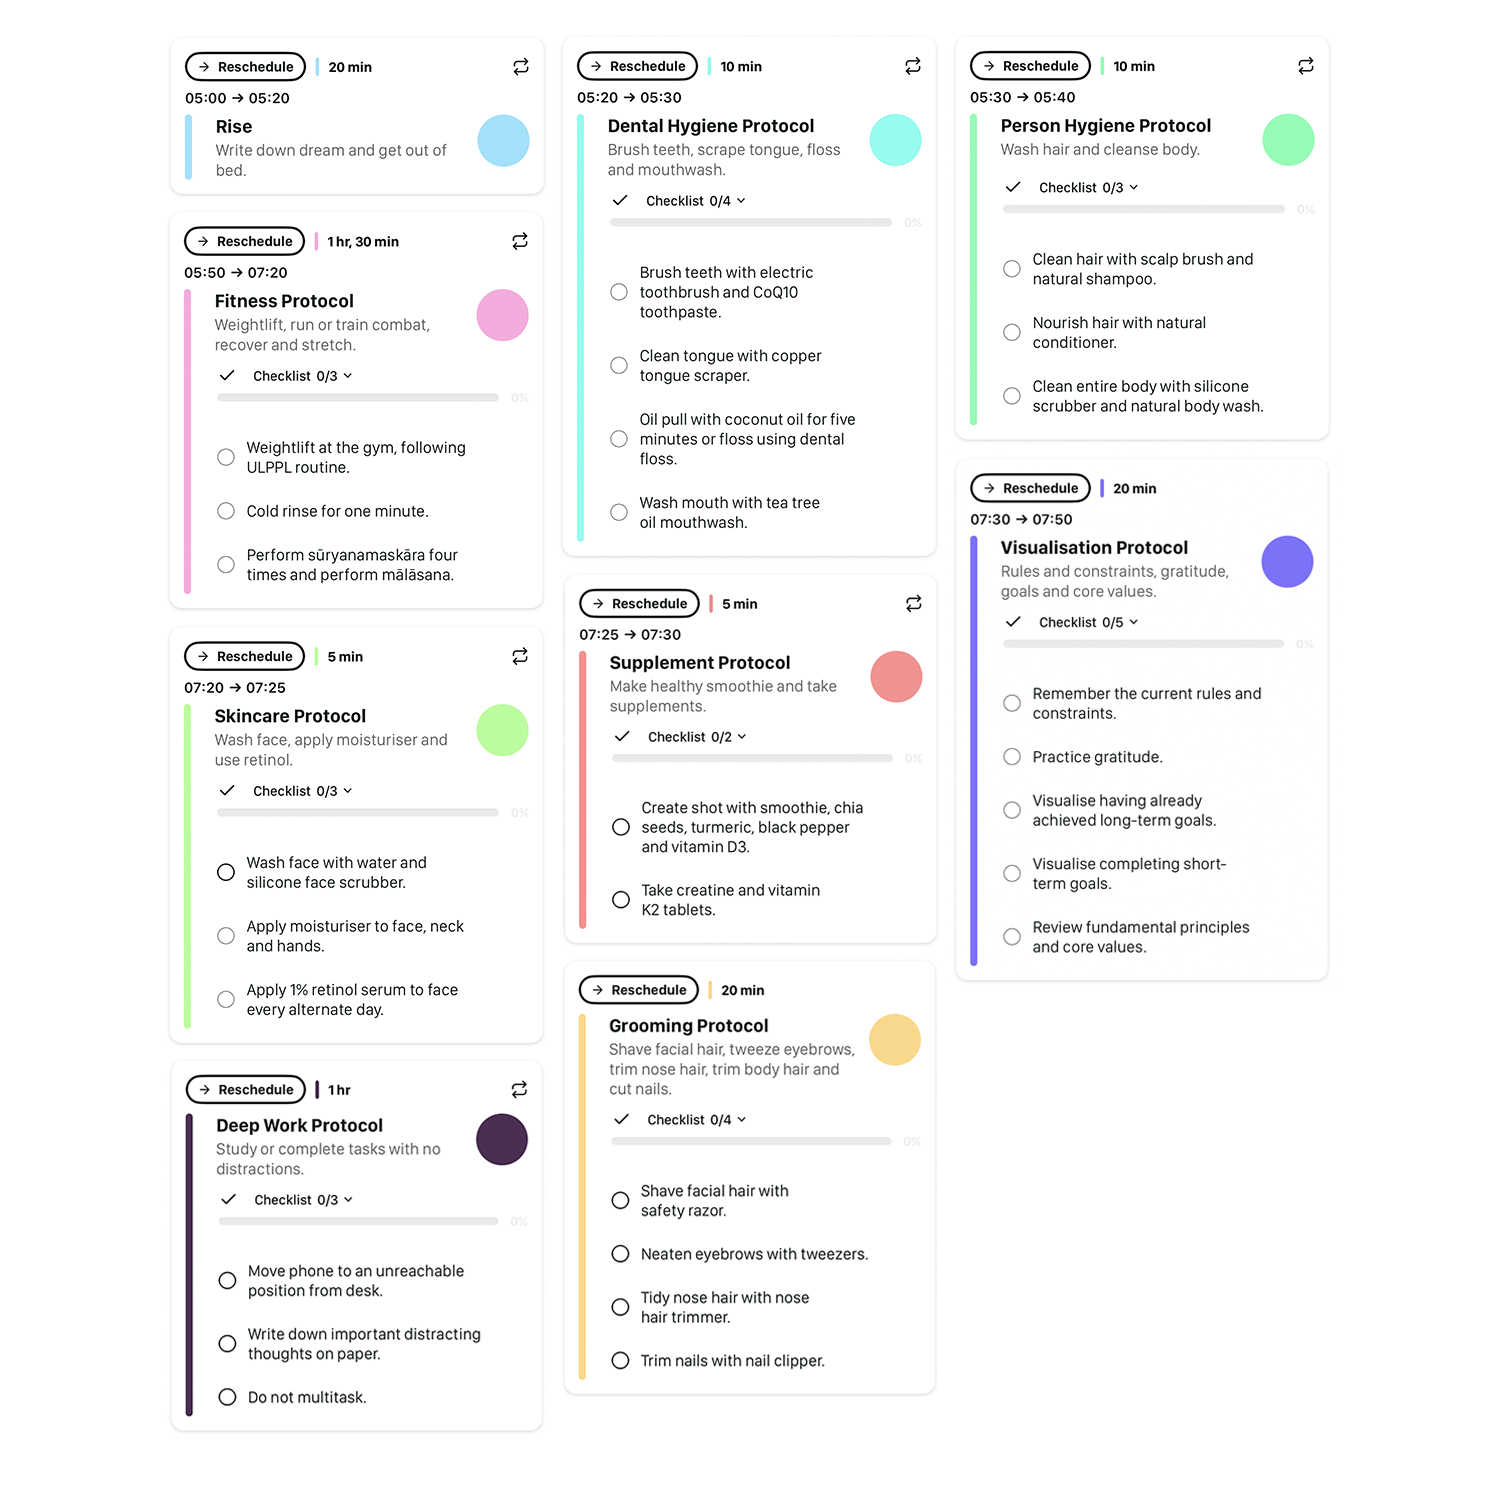 Reschedule 20 min
05:00 → 05:20
Rise
Write down dream and get out of
bed.
Reschedule 1 hr, 30 min
05:50 → 07:20
Fitness Protocol
Weightlift, run or train combat,
recover and stretch.
Checklist 0/3
0%
Weightlift at the gym, following
ULPPL routine.
Cold rinse for one minute.
Perform sūryanamaskāra four
times and perform mālāsana.
Reschedule 5 min
07:20 → 07:25
Skincare Protocol
Wash face, apply moisturiser and
use retinol.
Checklist 0/3
0%
Wash face with water and
silicone face scrubber.
Apply moisturiser to face, neck
and hands.
Apply 1% retinol serum to face
every alternate day.
Reschedule 1 hr
Deep Work Protocol
Study or complete tasks with no
distractions.
Checklist 0/3
0%
Move phone to an unreachable
position from desk.
Write down important distracting
thoughts on paper.
Do not multitask.
Reschedule 10 min
05:20 → 05:30
Dental Hygiene Protocol
Brush teeth, scrape tongue, floss
and mouthwash.
Checklist 0/4
0%
Brush teeth with electric
toothbrush and CoQ10
toothpaste.
Clean tongue with copper
tongue scraper.
Oil pull with coconut oil for five
minutes or floss using dental
floss.
Wash mouth with tea tree
oil mouthwash.
Reschedule 5 min
07:25 → 07:30
Supplement Protocol
Make healthy smoothie and take
supplements.
Checklist 0/2
0%
Create shot with smoothie, chia
seeds, turmeric, black pepper
and vitamin D3.
Take creatine and vitamin
K2 tablets.
Reschedule 20 min
Grooming Protocol
Shave facial hair, tweeze eyebrows,
trim nose hair, trim body hair and
cut nails.
Checklist 0/4
0%
Shave facial hair with
safety razor.
Neaten eyebrows with tweezers.
Tidy nose hair with nose
hair trimmer.
Trim nails with nail clipper.
Reschedule 10 min
05:30 → 05:40
Person Hygiene Protocol
Wash hair and cleanse body.
Checklist 0/3
0%
Clean hair with scalp brush and
natural shampoo.
Nourish hair with natural
conditioner.
Clean entire body with silicone
scrubber and natural body wash.
Reschedule 20 min
07:30 → 07:50
Visualisation Protocol
Rules and constraints, gratitude,
goals and core values.
Checklist 0/5
0%
Remember the current rules and
constraints.
Practice gratitude.
Visualise having already
achieved long-term goals.
Visualise completing short-
term goals.
Review fundamental principles
and core values.